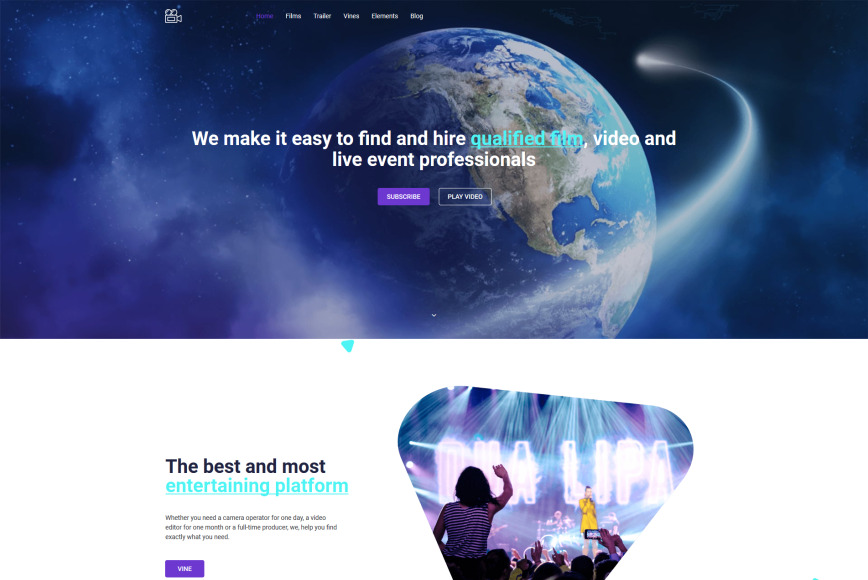 Home Films Trailer Vines Elements Blog
We make it easy to find and hire qualified film, video and
live event professionals
SUBSCRIBE PLAY VIDEO
The best and most
entertaining platform
DUA LIPA
Whether you need a camera operator for one day, a video
editor for one month or a full-time producer, we, help you find
exactly what you need.
VINE